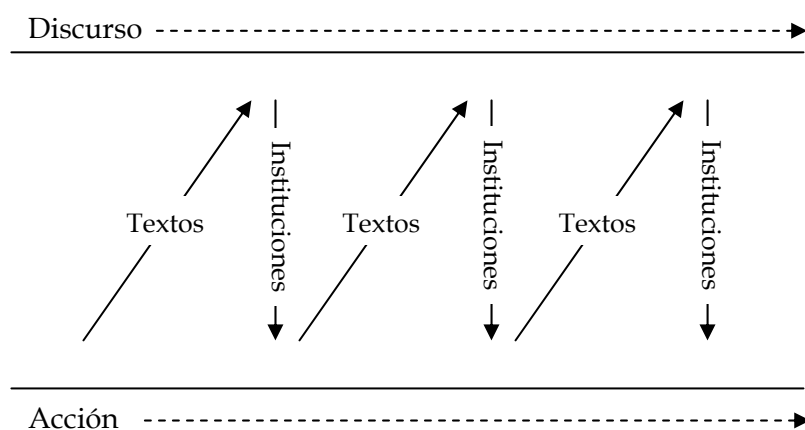 Discurso
Instituciones
Instituciones
Instituciones
Textos
Textos
Textos
Acción